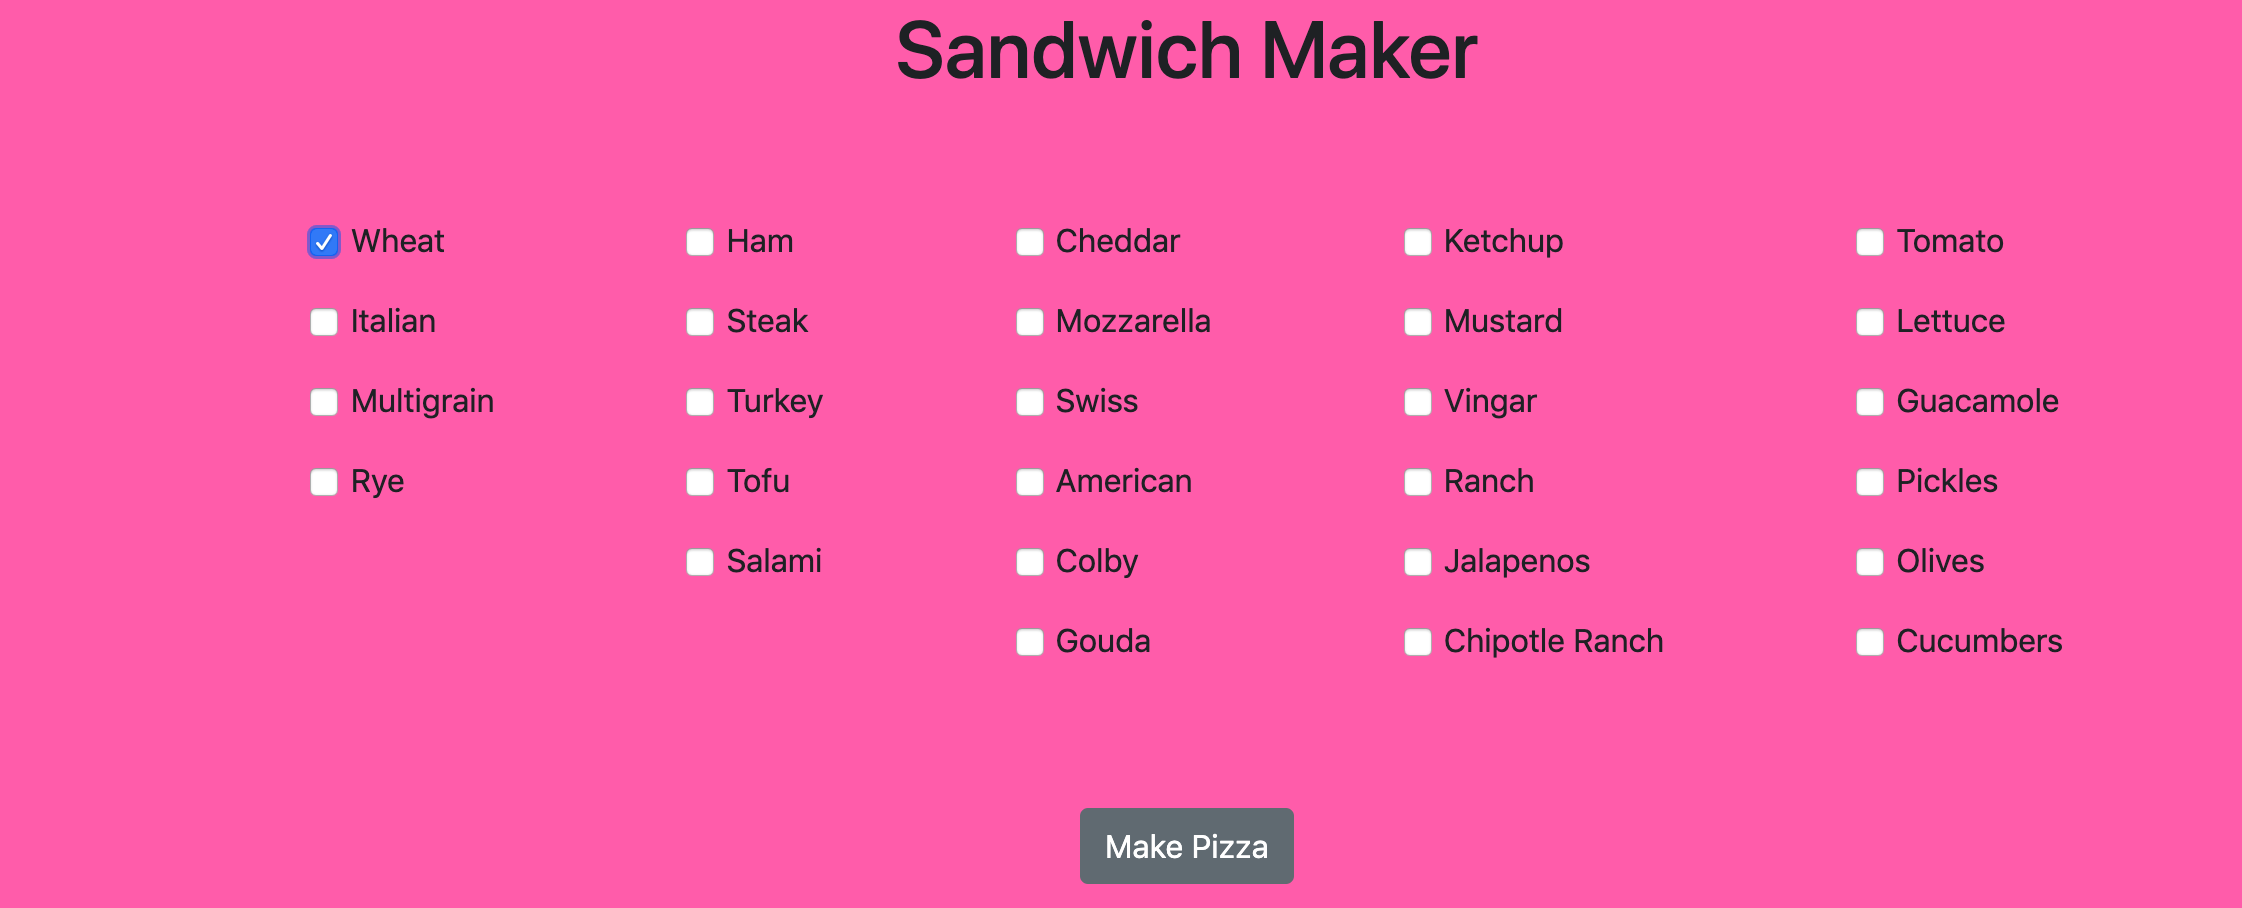 Sandwich Maker
Wheat Ham Cheddar Ketchup Tomato
Italian Steak Mozzarella Mustard Lettuce
Multigrain Turkey Swiss Vingar Guacamole
Rye Tofu American Ranch Pickles
Salami Colby Jalapenos Olives
Gouda Chipotle Ranch Cucumbers
Make Pizza